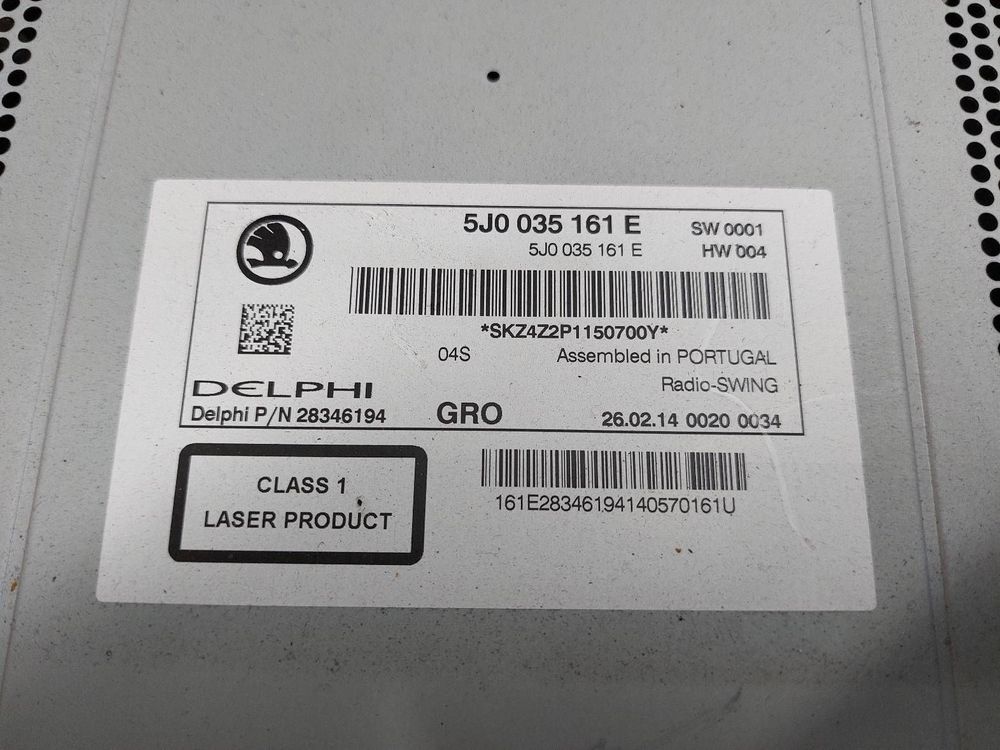 5J0 035 161 E SW 0001
5J0 035 161 E HW 004
*SKZ4Z2P1150700Y*
04S Assembled in PORTUGAL
Radio-SWING
DELPHI
Delphi P/N 28346194 GRO 26.02.14 0020 0034
CLASS 1
LASER PRODUCT
161E28346194140570161U